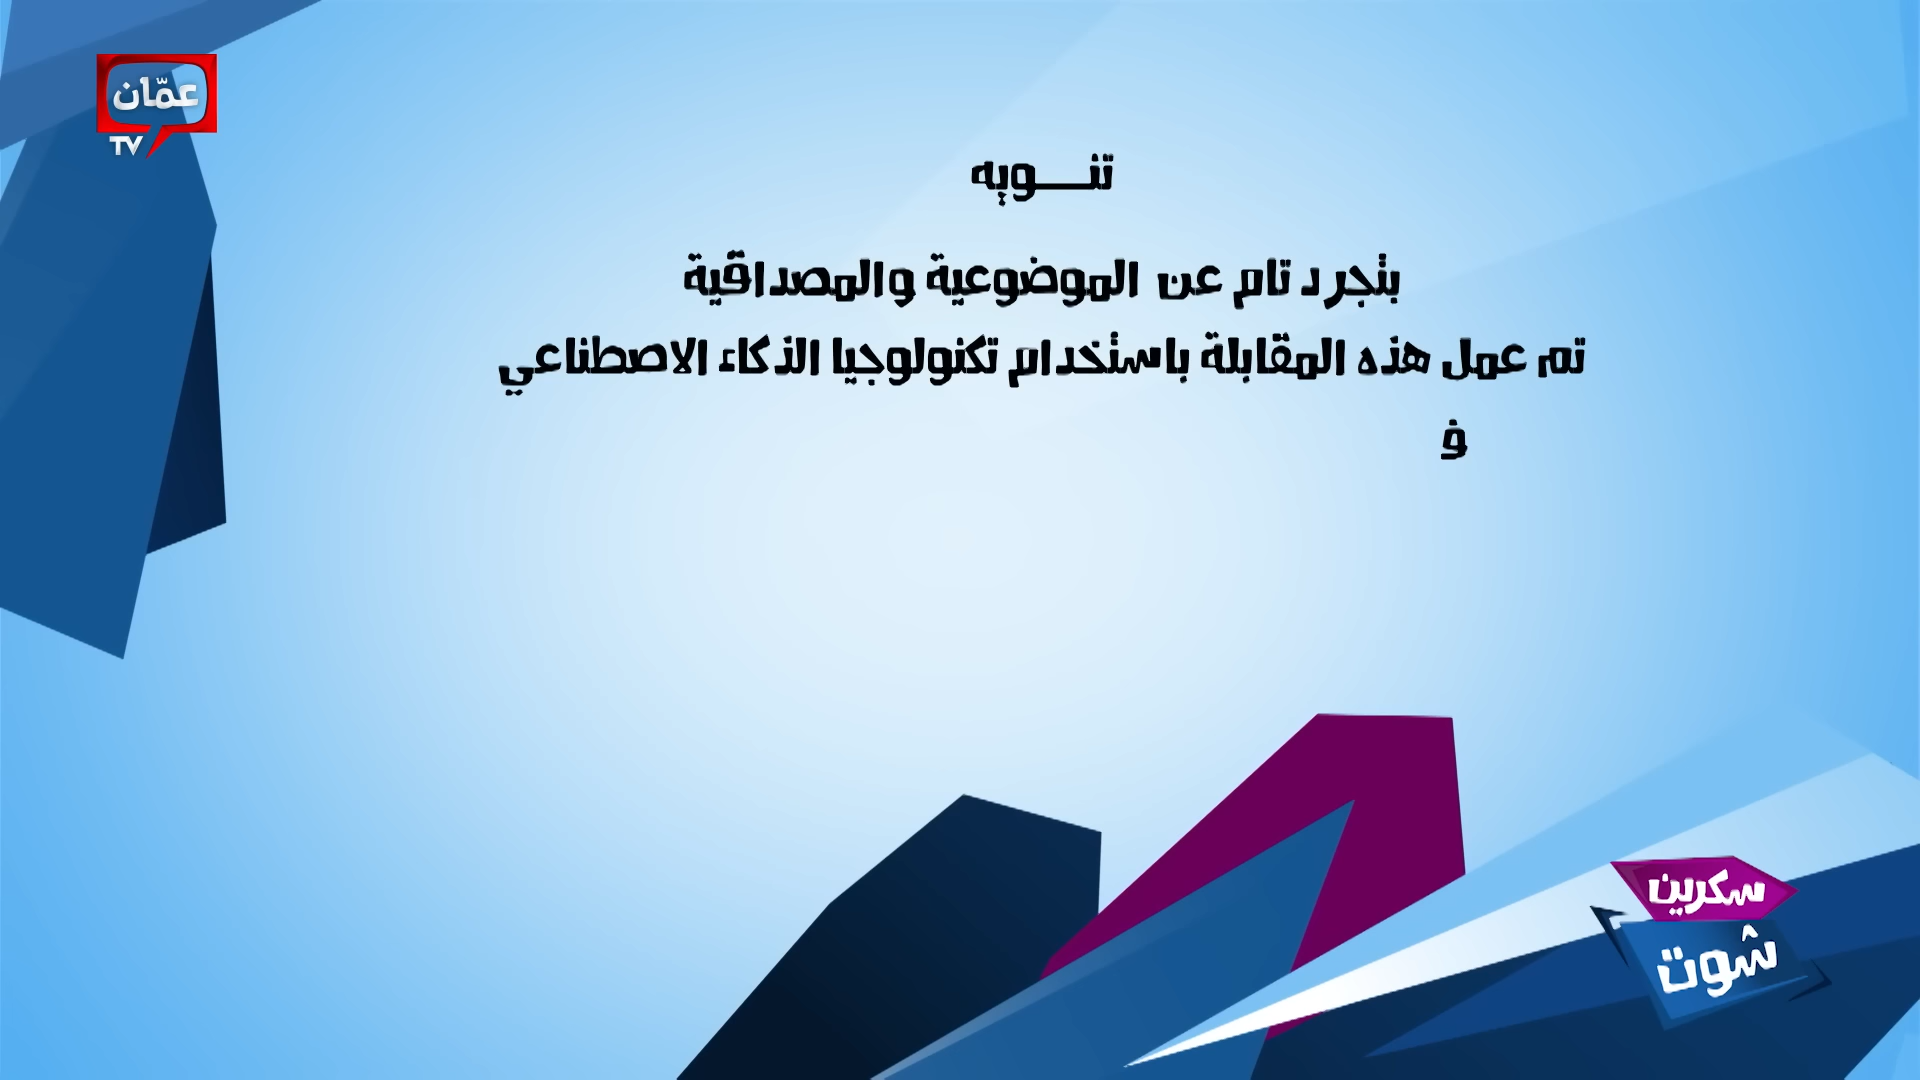 عمّان
TV
تنـــويه
بتجرد تام عن الموضوعية والمصداقية
تم عمل هذه المقابلة باستخدام تكنولوجيا الذكاء الاصطناعي
و
سكرين
شوت